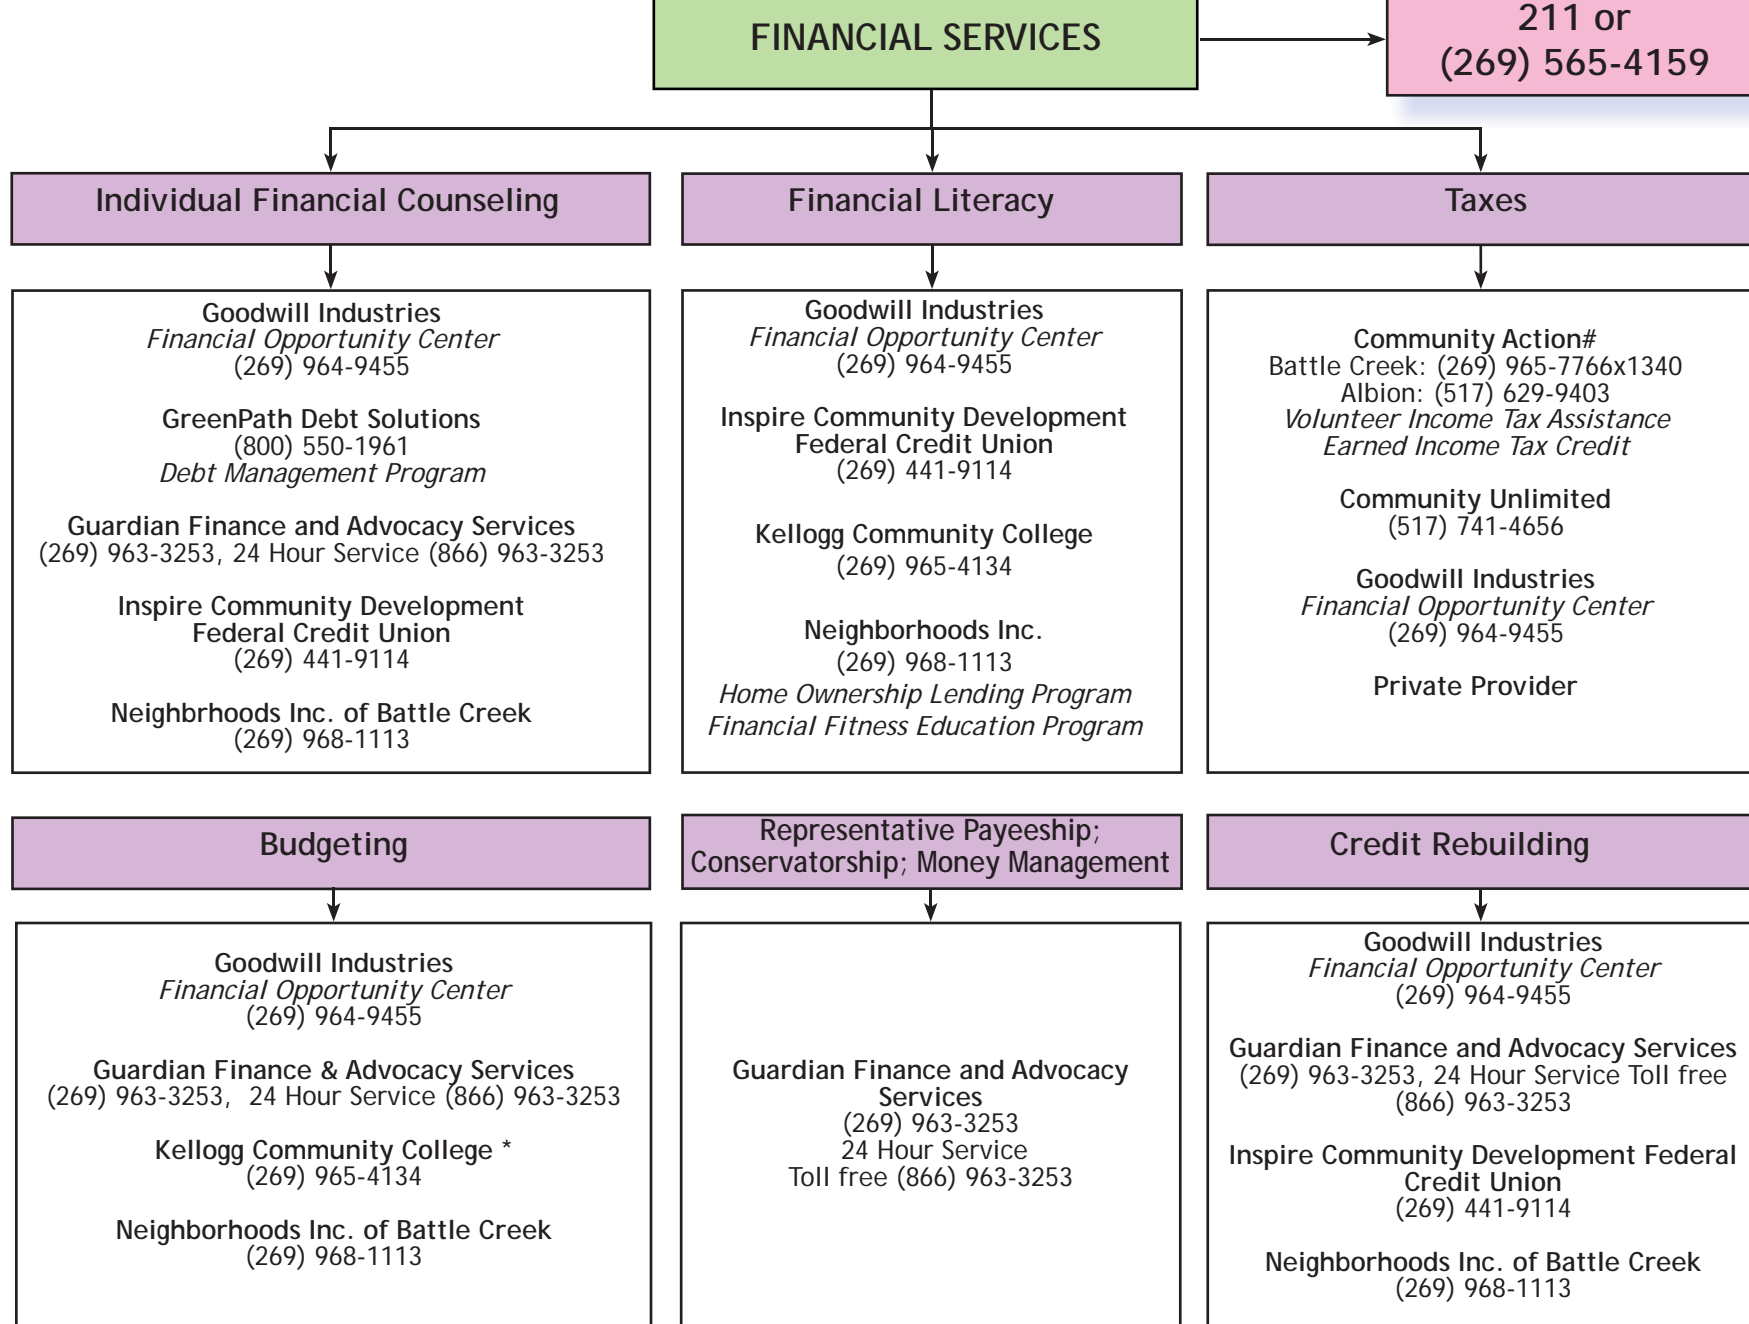 FINANCIAL SERVICES
211 or
(269) 565-4159
Individual Financial Counseling
Goodwill Industries
Financial Opportunity Center
(269) 964-9455
GreenPath Debt Solutions
(800) 550-1961
Debt Management Program
Guardian Finance and Advocacy Services
(269) 963-3253, 24 Hour Service (866) 963-3253
Inspire Community Development
Federal Credit Union
(269) 441-9114
Neighbrhoods Inc. of Battle Creek
(269) 968-1113
Financial Literacy
Goodwill Industries
Financial Opportunity Center
(269) 964-9455
Inspire Community Development
Federal Credit Union
(269) 441-9114
Kellogg Community College
(269) 965-4134
Neighborhoods Inc.
(269) 968-1113
Home Ownership Lending Program
Financial Fitness Education Program
Taxes
Community Action#
Battle Creek: (269) 965-7766x1340
Albion: (517) 629-9403
Volunteer Income Tax Assistance
Earned Income Tax Credit
Community Unlimited
(517) 741-4656
Goodwill Industries
Financial Opportunity Center
(269) 964-9455
Private Provider
Budgeting
Goodwill Industries
Financial Opportunity Center
(269) 964-9455
Guardian Finance & Advocacy Services
(269) 963-3253,  24 Hour Service (866) 963-3253
Kellogg Community College *
(269) 965-4134
Neighborhoods Inc. of Battle Creek
(269) 968-1113
Representative Payeeship;
Conservatorship; Money Management
Guardian Finance and Advocacy
Services
(269) 963-3253
24 Hour Service
Toll free (866) 963-3253
Credit Rebuilding
Goodwill Industries
Financial Opportunity Center
(269) 964-9455
Guardian Finance and Advocacy Services
(269) 963-3253, 24 Hour Service Toll free
(866) 963-3253
Inspire Community Development Federal
Credit Union
(269) 441-9114
Neighborhoods Inc. of Battle Creek
(269) 968-1113